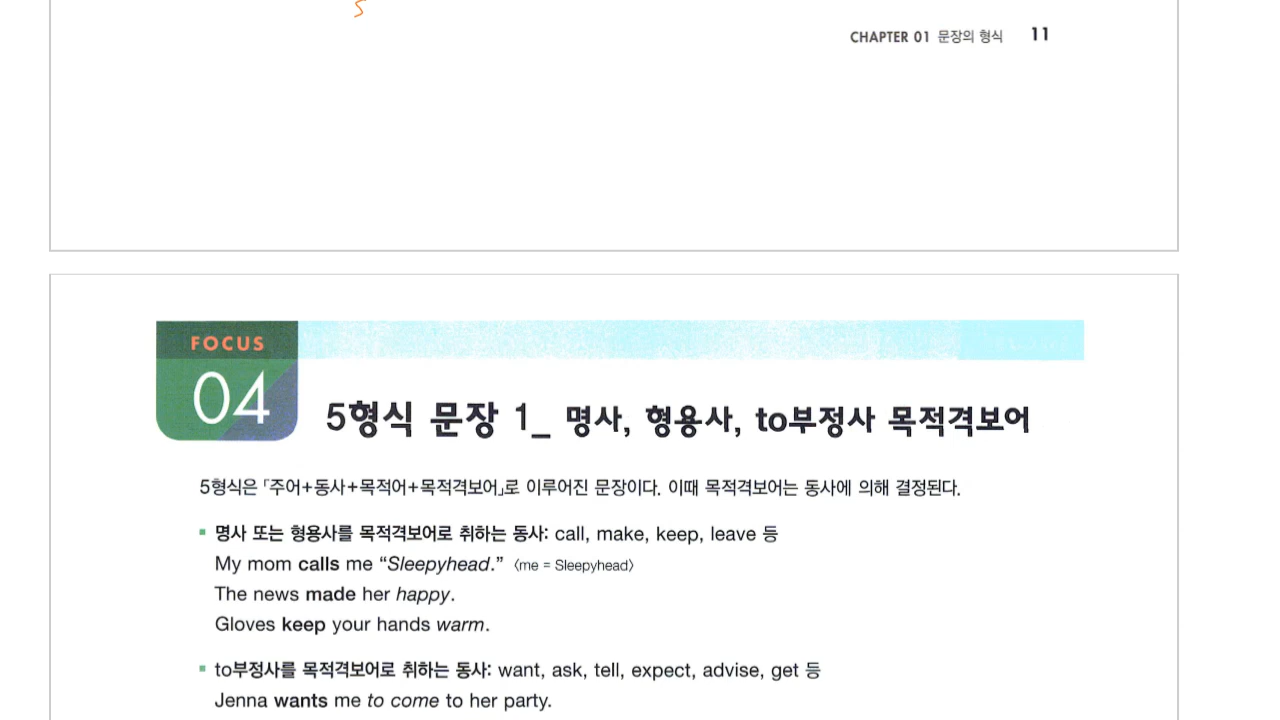 CHAPTER 01 문장의 형식 11
FOCUS
04
5형식 문장 1_ 명사, 형용사, to부정사 목적격보어
5형식은 「주어+동사+목적어+목적격보어」로 이루어진 문장이다. 이때 목적격보어는 동사에 의해 결정된다.
▪ 명사 또는 형용사를 목적격보어로 취하는 동사: call, make, keep, leave 등
My mom calls me “Sleepyhead.” 〈me = Sleepyhead〉
The news made her happy.
Gloves keep your hands warm.
▪ to부정사를 목적격보어로 취하는 동사: want, ask, tell, expect, advise, get 등
Jenna wants me to come to her party.